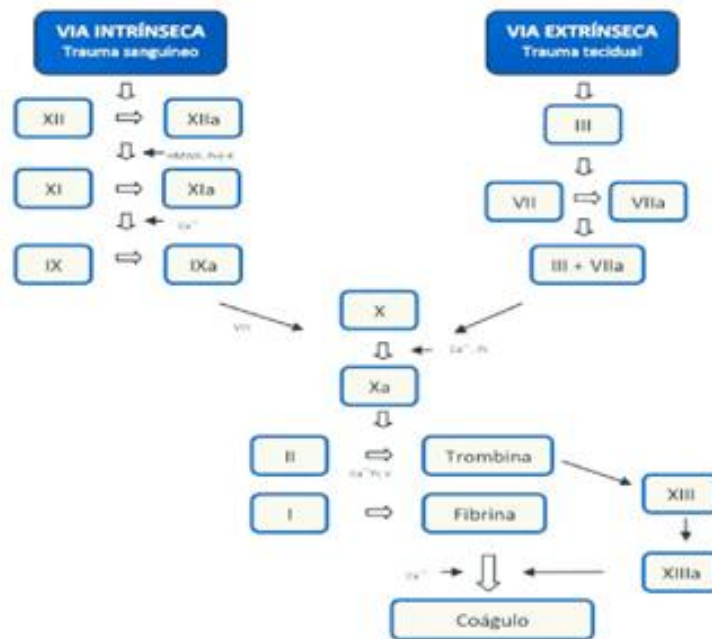 VIA INTRÍNSECA
Trauma sanguíneo
VIA EXTRÍNSECA
Trauma tecidual
XII
XIIa
III
XI
XIa
VII
VIIa
IX
IXa
III + VIIa
VIII
X
Xa
II
Trombina
XIII
I
Fibrina
XIIIa
Coágulo